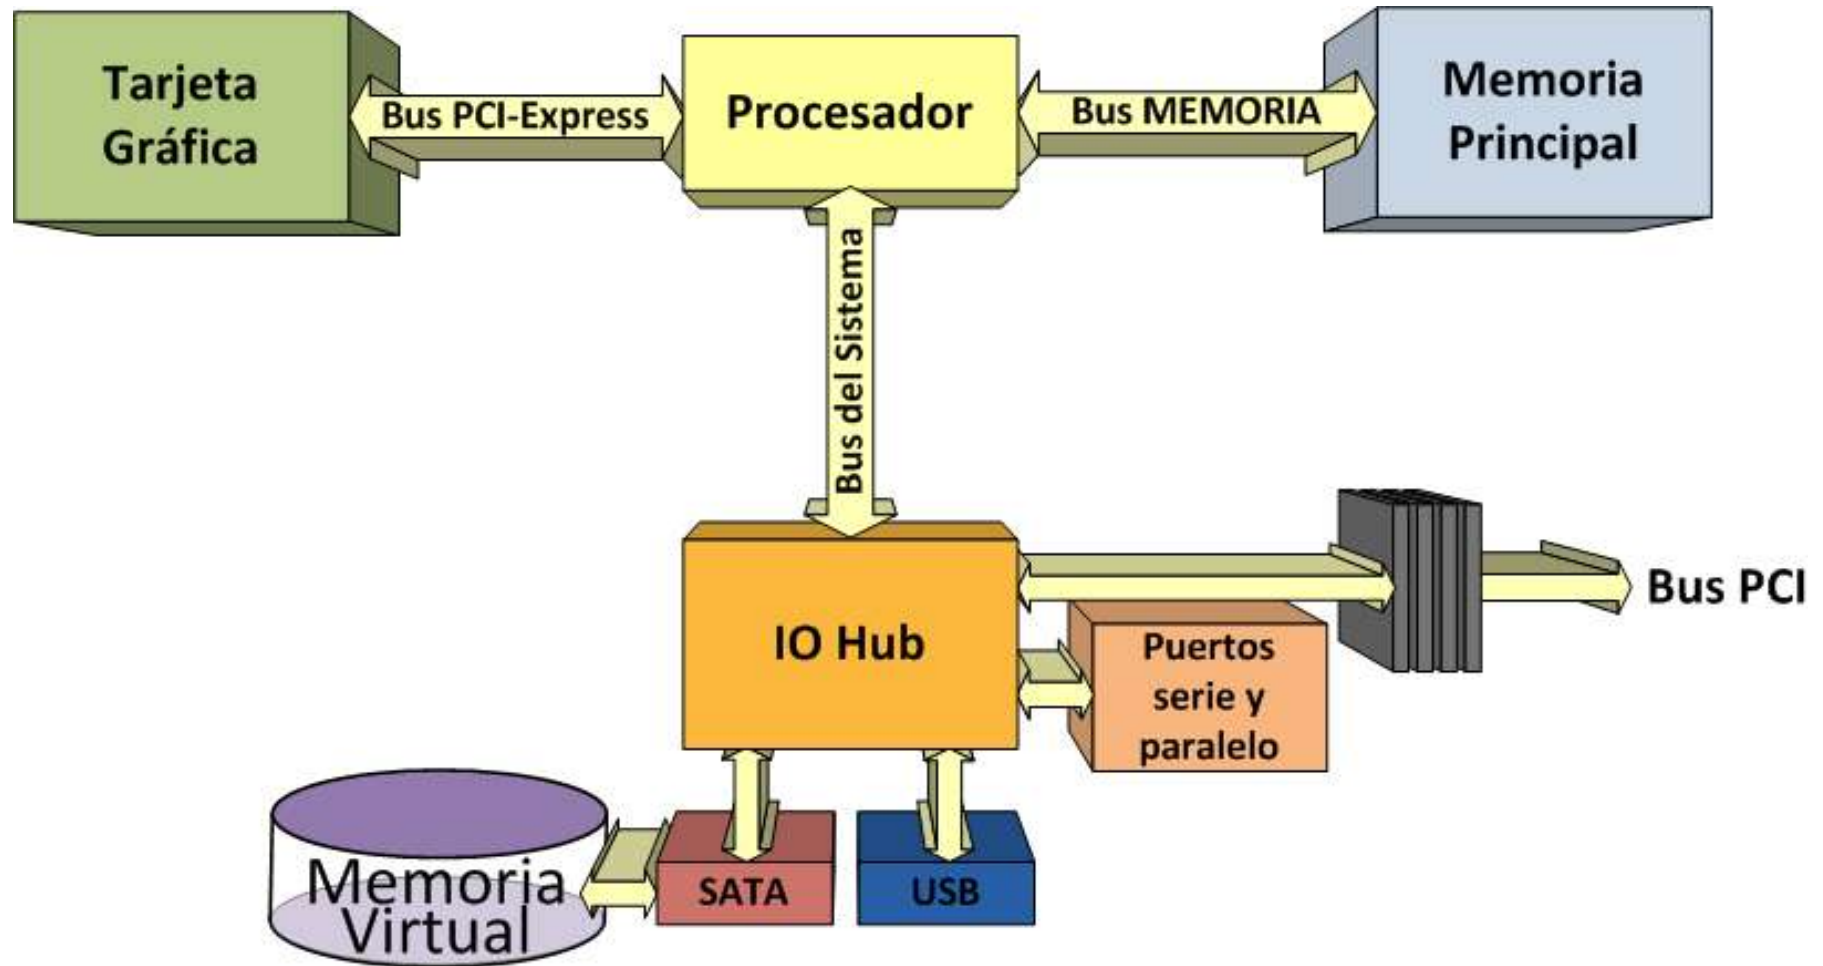 Tarjeta
Gráfica
Bus PCI-Express
Procesador
Bus MEMORIA
Memoria
Principal
Bus del Sistema
IO Hub
Bus PCI
Puertos
serie y
paralelo
Memoria
Virtual
SATA
USB